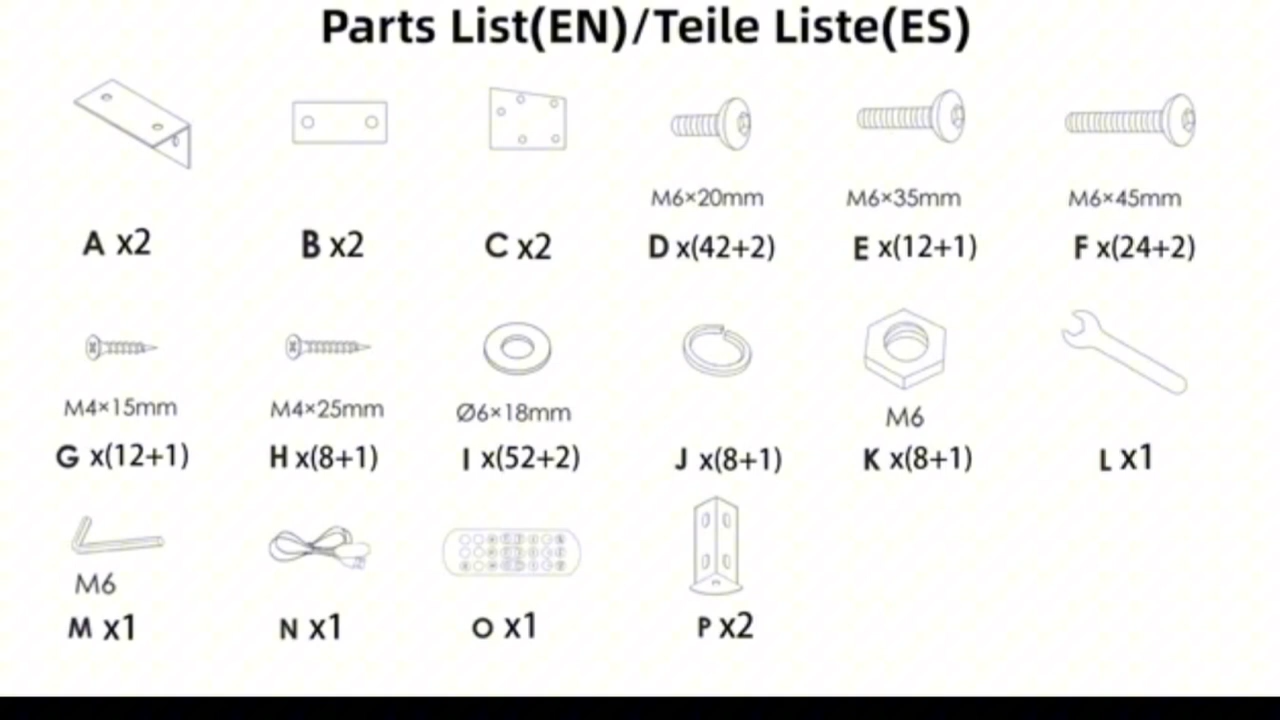 Parts List(EN)/Teile Liste(ES)
M6×20mm M6×35mm M6×45mm
A x2 B x2 C x2 D x(42+2) E x(12+1) F x(24+2)
M4×15mm M4×25mm Ø6×18mm M6
G x(12+1) H x(8+1) I x(52+2) J x(8+1) K x(8+1) L x1
M6
M x1 N x1 O x1 P x2